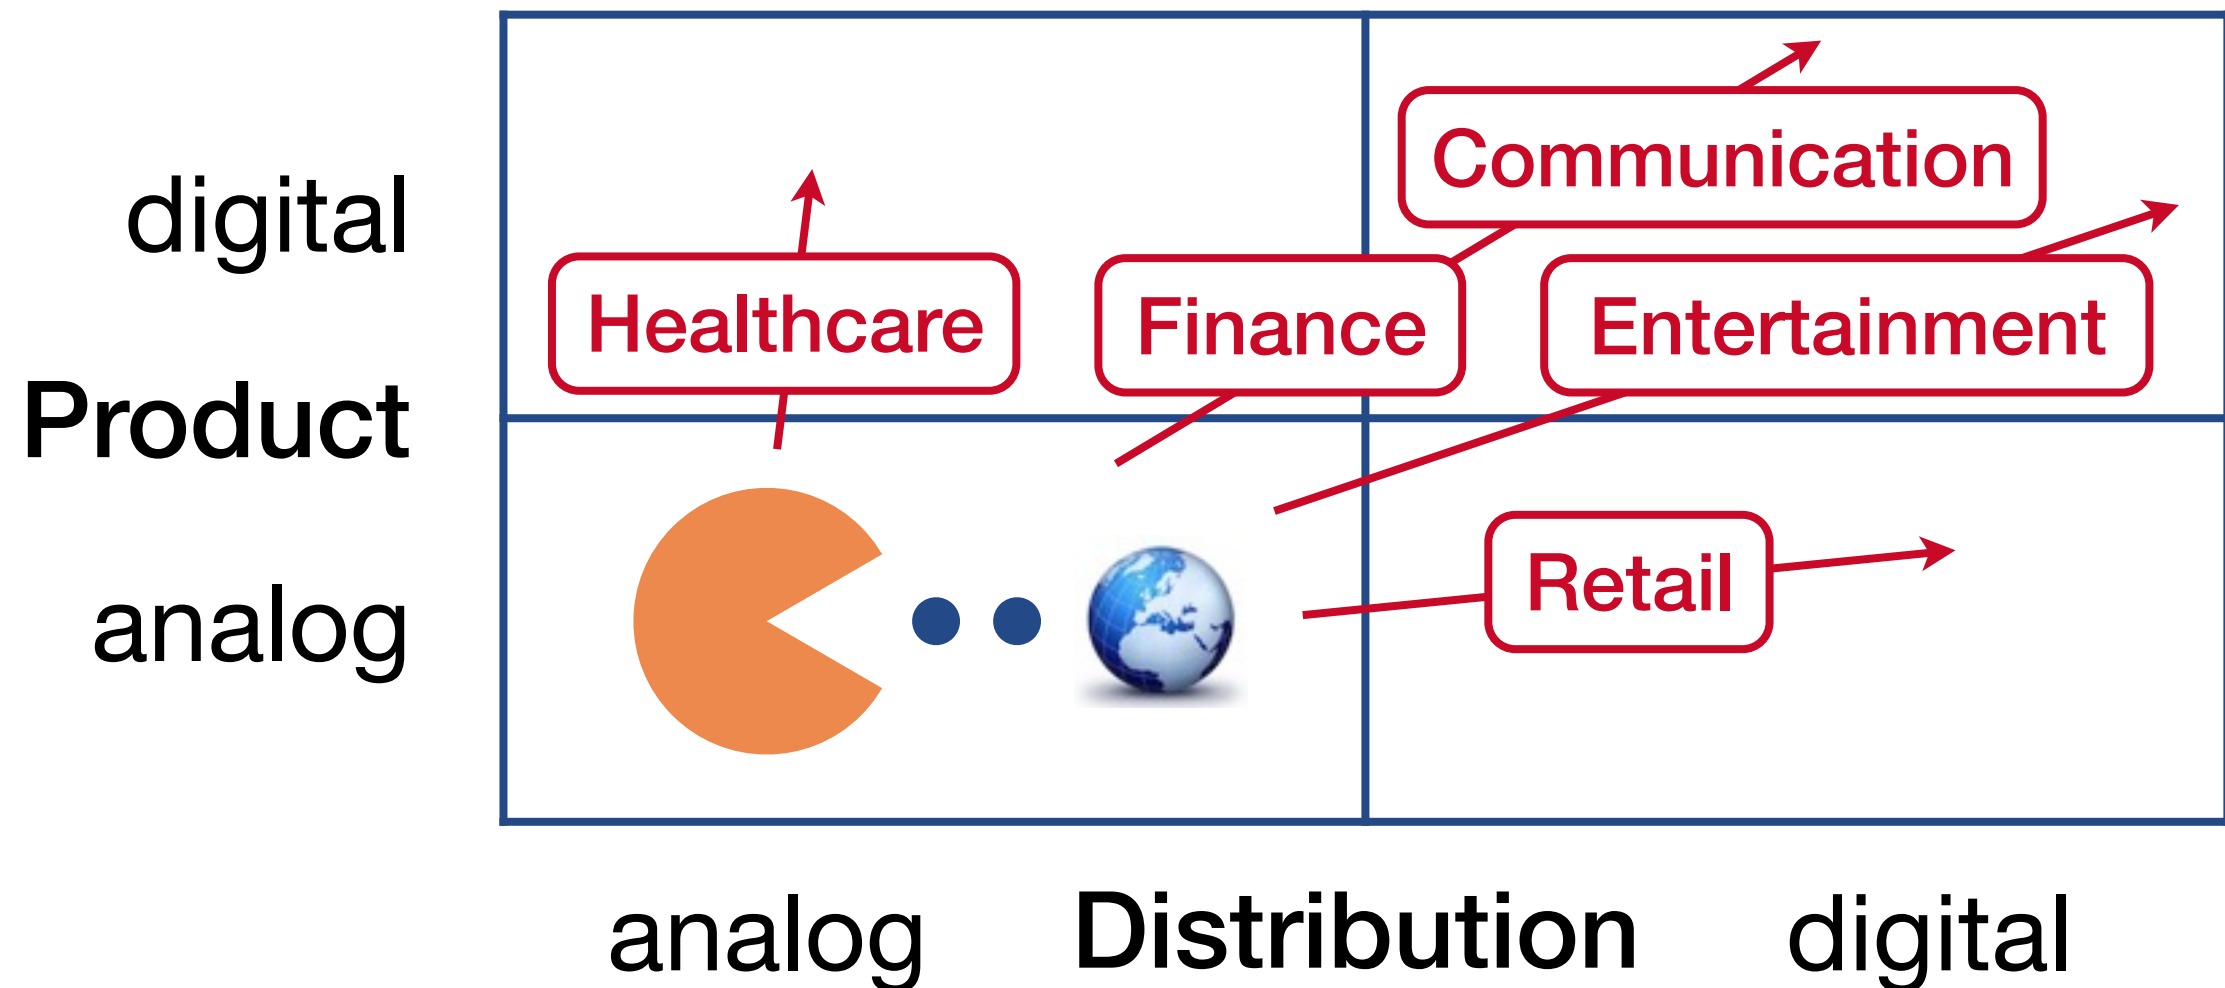 Communication
digital
Healthcare
Finance
Entertainment
Product
Retail
analog
analog
Distribution
digital